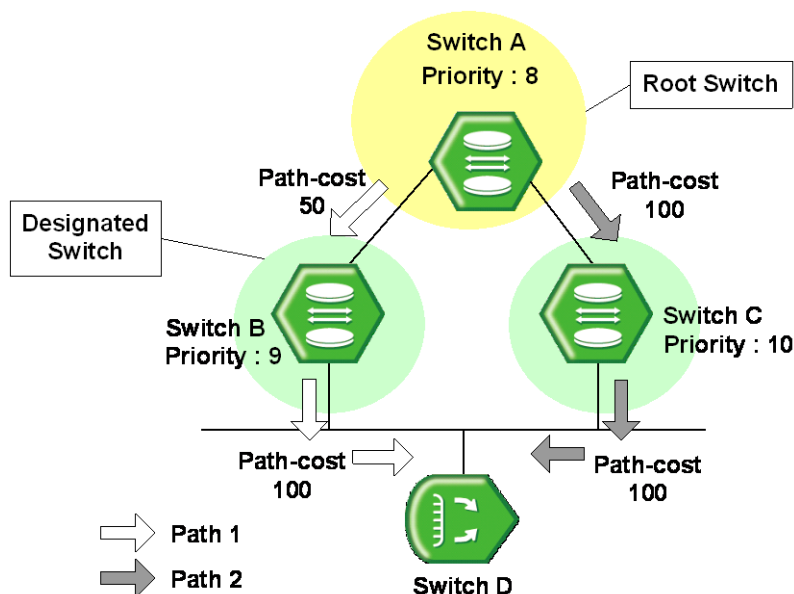 Switch A
Priority : 8
Root Switch
Path-cost
50
Path-cost
100
Designated
Switch
Switch B
Priority : 9
Switch C
Priority : 10
Path-cost
100
Path-cost
100
Path 1
Path 2
Switch D